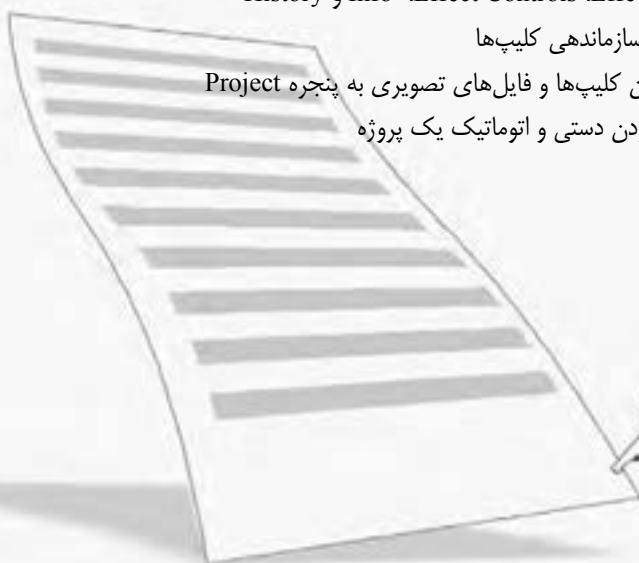 History و Info ،Effect Controls
سازماندهی کلیپ‌ها
کلیپ‌ها و فایل‌های تصویری به پنجره Project
دستی و اتوماتیک یک پروژه